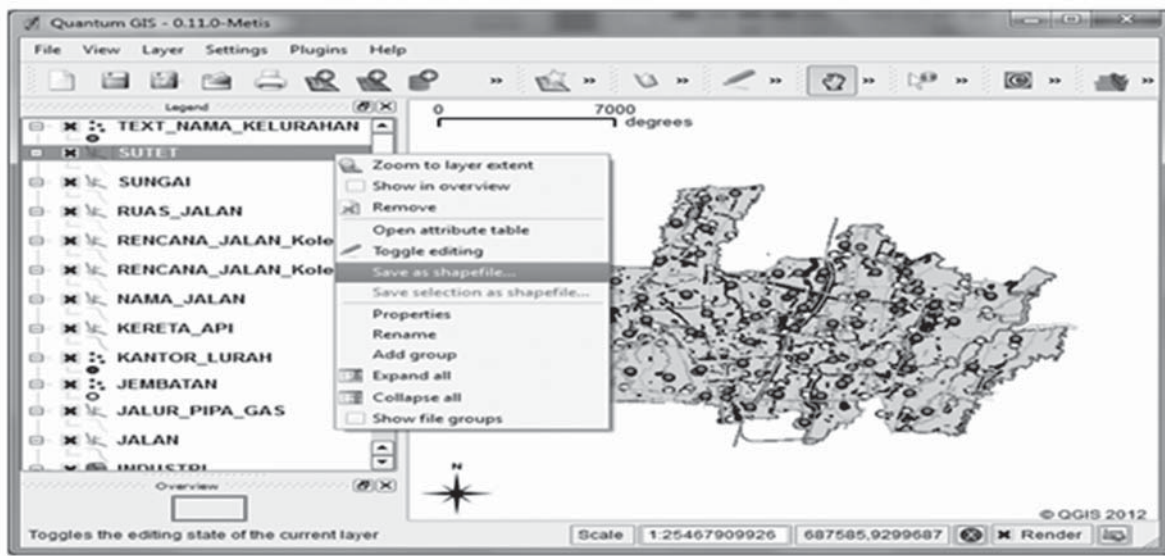 Quantum GIS - 0.11.0-Metis
File View Layer Settings Plugins Help
Legend
TEXT_NAMA_KELURAHAN
SUTET
SUNGAI
RUAS_JALAN
RENCANA_JALAN_Kole
RENCANA_JALAN_Kole
NAMA_JALAN
KERETA_API
KANTOR_LURAH
JEMBATAN
JALUR_PIPA_GAS
JALAN
INDUSTRI
Overview
Zoom to layer extent
Show in overview
Remove
Open attribute table
Toggle editing
Save as shapefile...
Save selection as shapefile...
Properties
Rename
Add group
Expand all
Collapse all
Show file groups
0 7000
degrees
N
© QGIS 2012
Toggles the editing state of the current layer
Scale 1:25467909926 687585,9299687 Render